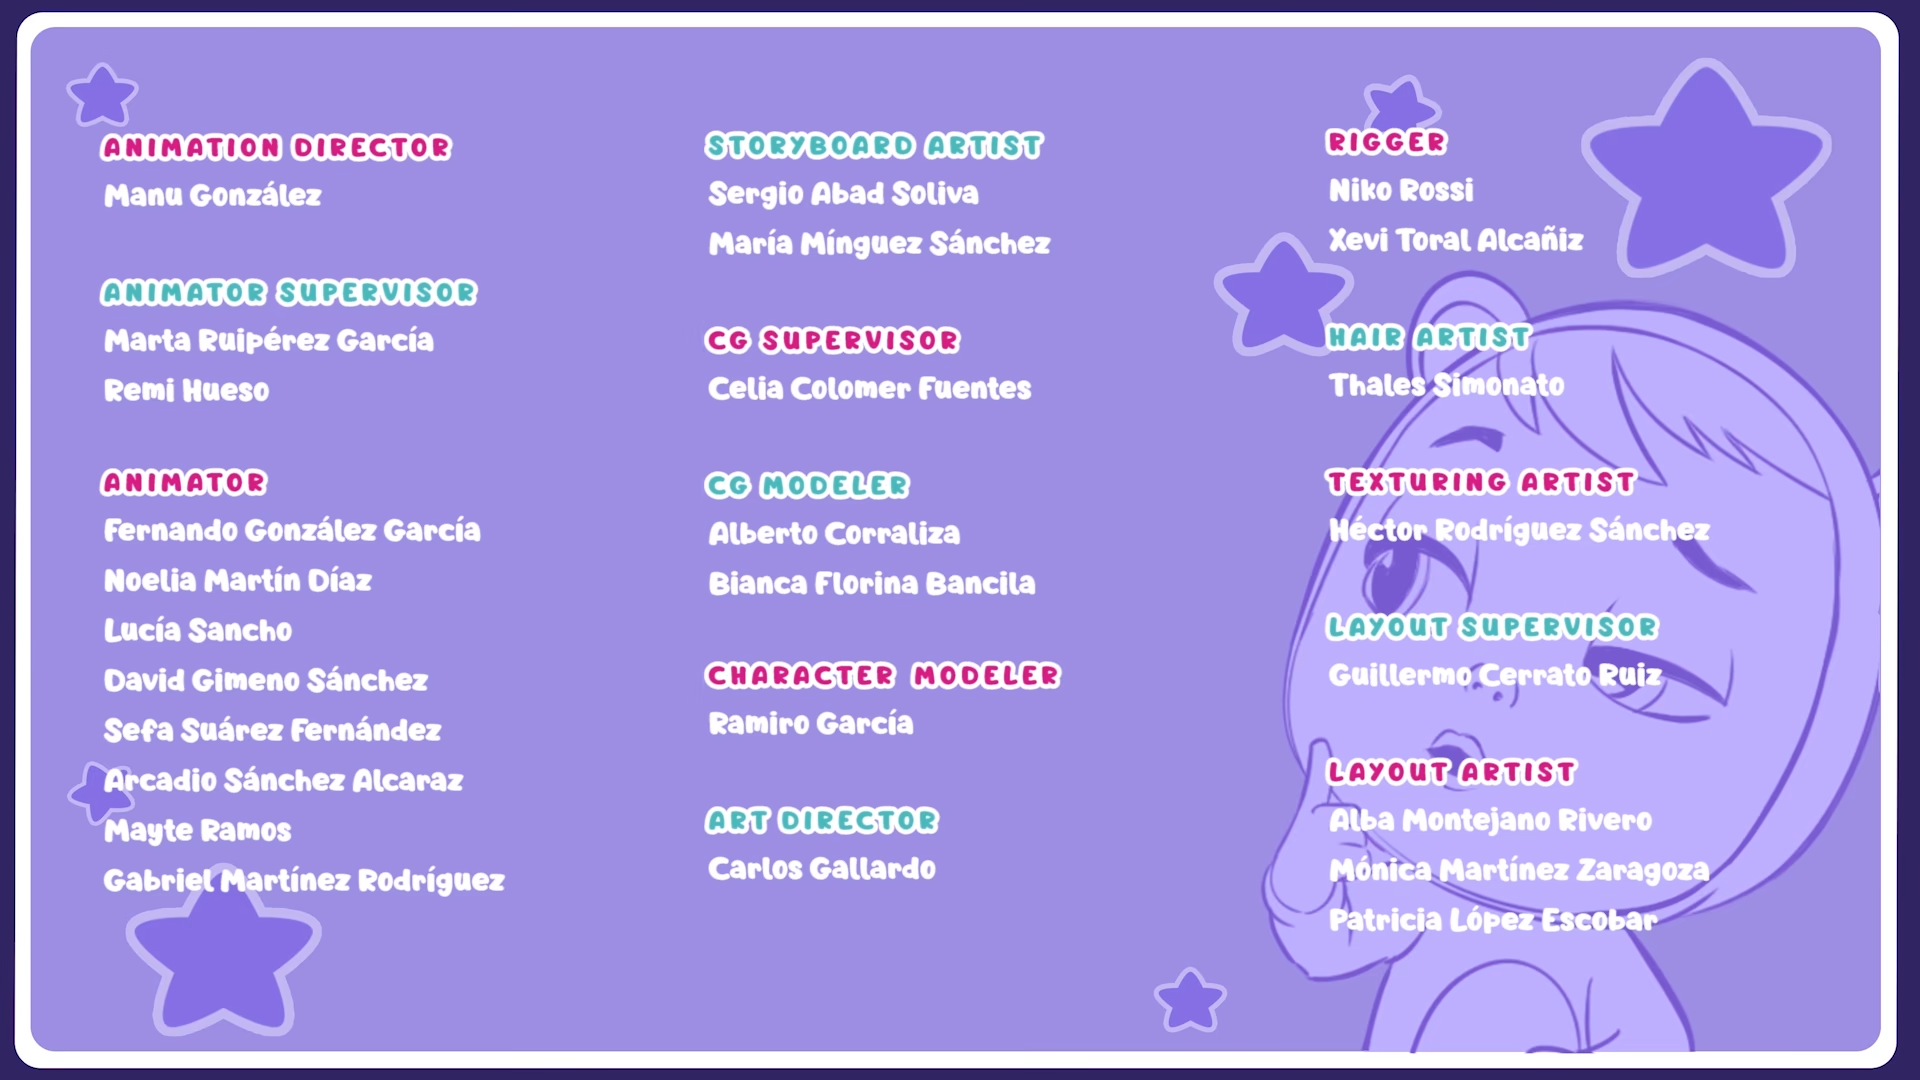 ANIMATION DIRECTOR
Manu González
ANIMATOR SUPERVISOR
Marta Ruipérez García
Remi Hueso
ANIMATOR
Fernando González García
Noelia Martín Díaz
Lucía Sancho
David Gimeno Sánchez
Sefa Suárez Fernández
Arcadio Sánchez Alcaraz
Mayte Ramos
Gabriel Martínez Rodríguez
STORYBOARD ARTIST
Sergio Abad Soliva
María Mínguez Sánchez
CG SUPERVISOR
Celia Colomer Fuentes
CG MODELER
Alberto Corraliza
Bianca Florina Bancila
CHARACTER MODELER
Ramiro García
ART DIRECTOR
Carlos Gallardo
RIGGER
Niko Rossi
Xevi Toral Alcañiz
HAIR ARTIST
Thales Simonato
TEXTURING ARTIST
Héctor Rodríguez Sánchez
LAYOUT SUPERVISOR
Guillermo Cerrato Ruiz
LAYOUT ARTIST
Alba Montejano Rivero
Mónica Martínez Zaragoza
Patricia López Escobar